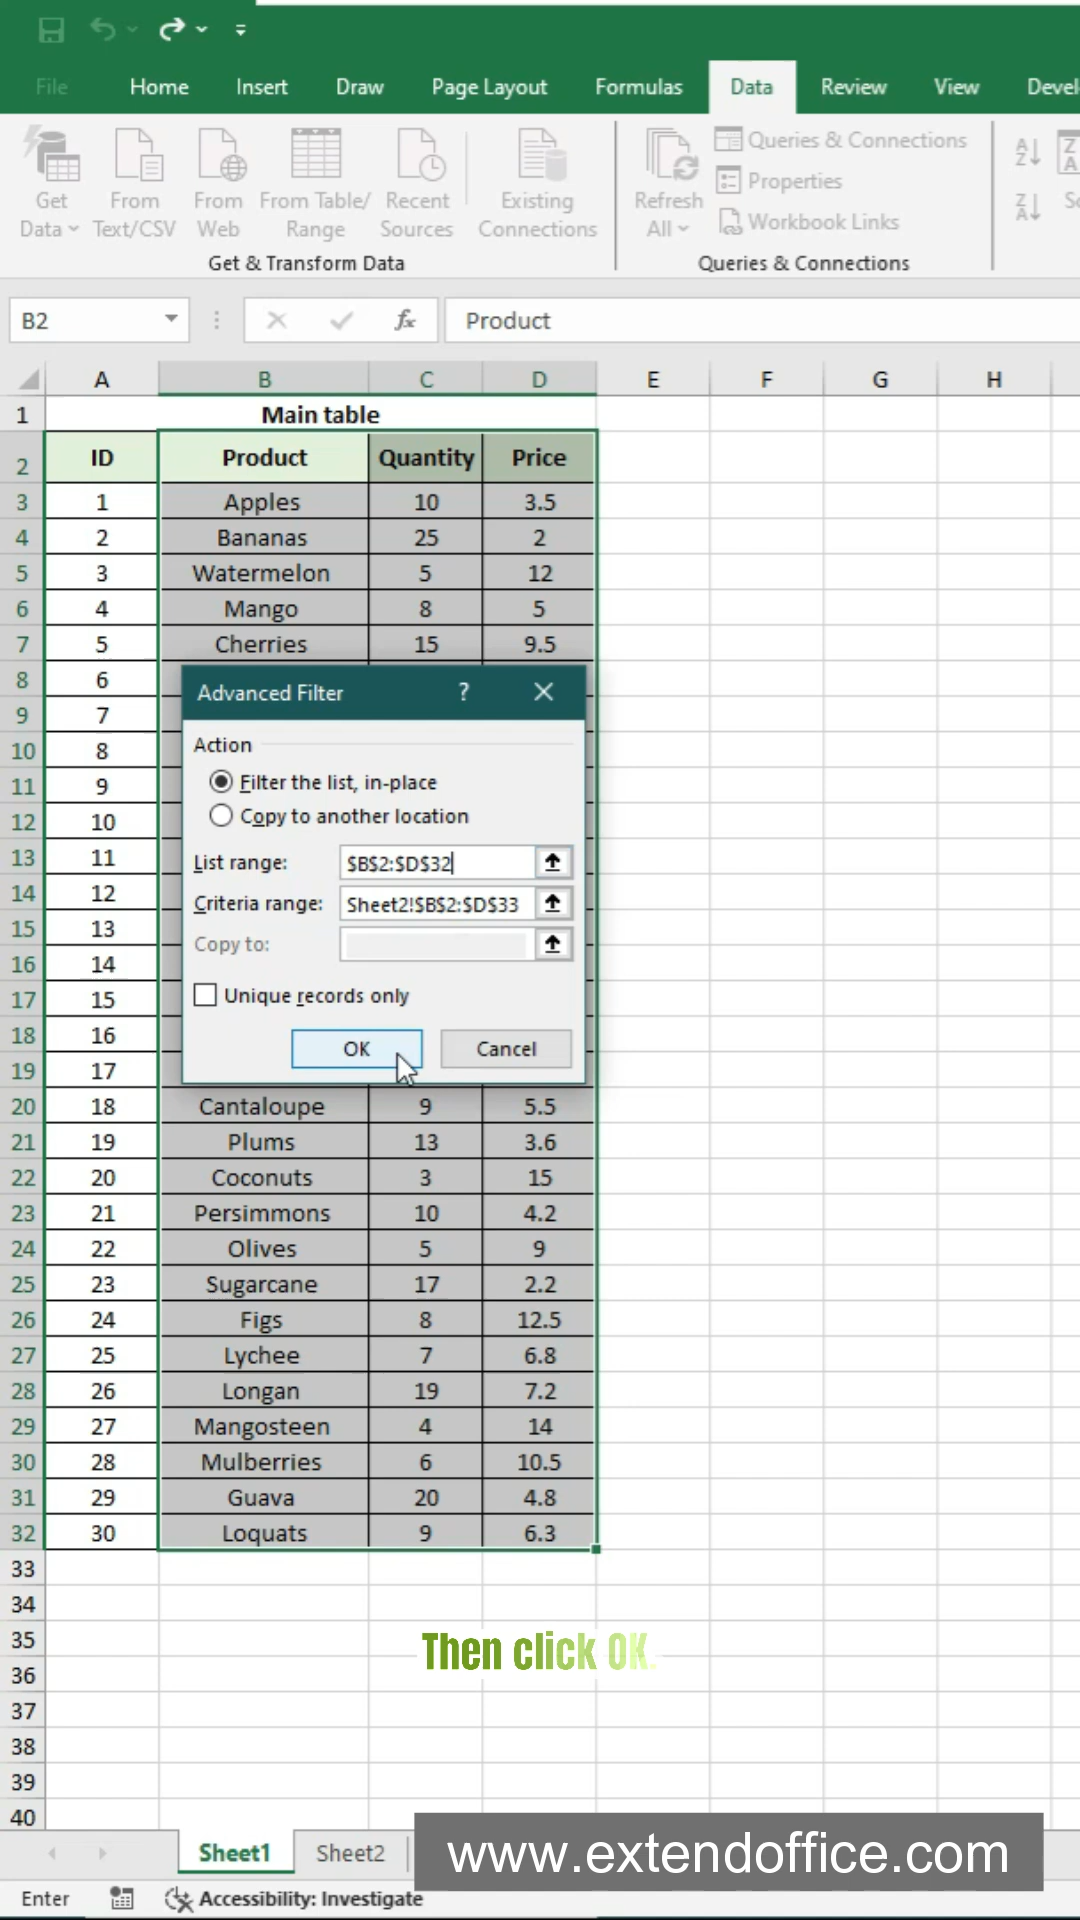 File Home Insert Draw Page Layout Formulas Data Review View Devel
Get Data
From Text/CSV
From Web
From Table/ Range
Recent Sources
Existing Connections
Get & Transform Data
Refresh All
Queries & Connections
Properties
Workbook Links
Queries & Connections
A Z
Z A
Z A
So
B2 fx Product
A B C D E F G H
1 Main table
2 ID Product Quantity Price
3 1 Apples 10 3.5
4 2 Bananas 25 2
5 3 Watermelon 5 12
6 4 Mango 8 5
7 5 Cherries 15 9.5
8 6
9 7
10 8
11 9
12 10
13 11
14 12
15 13
16 14
17 15
18 16
19 17
Advanced Filter ?
Action
Filter the list, in-place
Copy to another location
List range: $B$2:$D$32
Criteria range: Sheet2!$B$2:$D$33
Copy to:
Unique records only
OK Cancel
20 18 Cantaloupe 9 5.5
21 19 Plums 13 3.6
22 20 Coconuts 3 15
23 21 Persimmons 10 4.2
24 22 Olives 5 9
25 23 Sugarcane 17 2.2
26 24 Figs 8 12.5
27 25 Lychee 7 6.8
28 26 Longan 19 7.2
29 27 Mangosteen 4 14
30 28 Mulberries 6 10.5
31 29 Guava 20 4.8
32 30 Loquats 9 6.3
33
34
35
Then click OK.
36
37
38
39
40
Sheet1 Sheet2
www.extendoffice.com
Enter Accessibility: Investigate